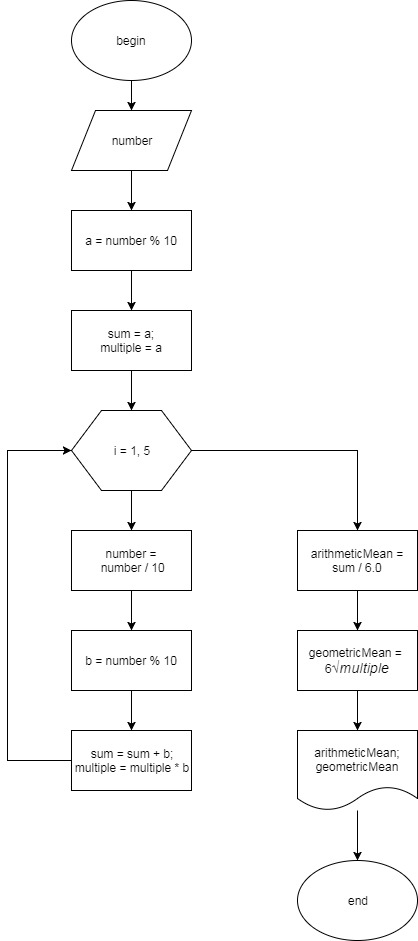 begin
number
a = number % 10
sum = a;
multiple = a
i = 1, 5
number =
number / 10
b = number % 10
sum = sum + b;
multiple = multiple * b
arithmeticMean =
sum / 6.0
geometricMean =
6√multiple
arithmeticMean;
geometricMean
end